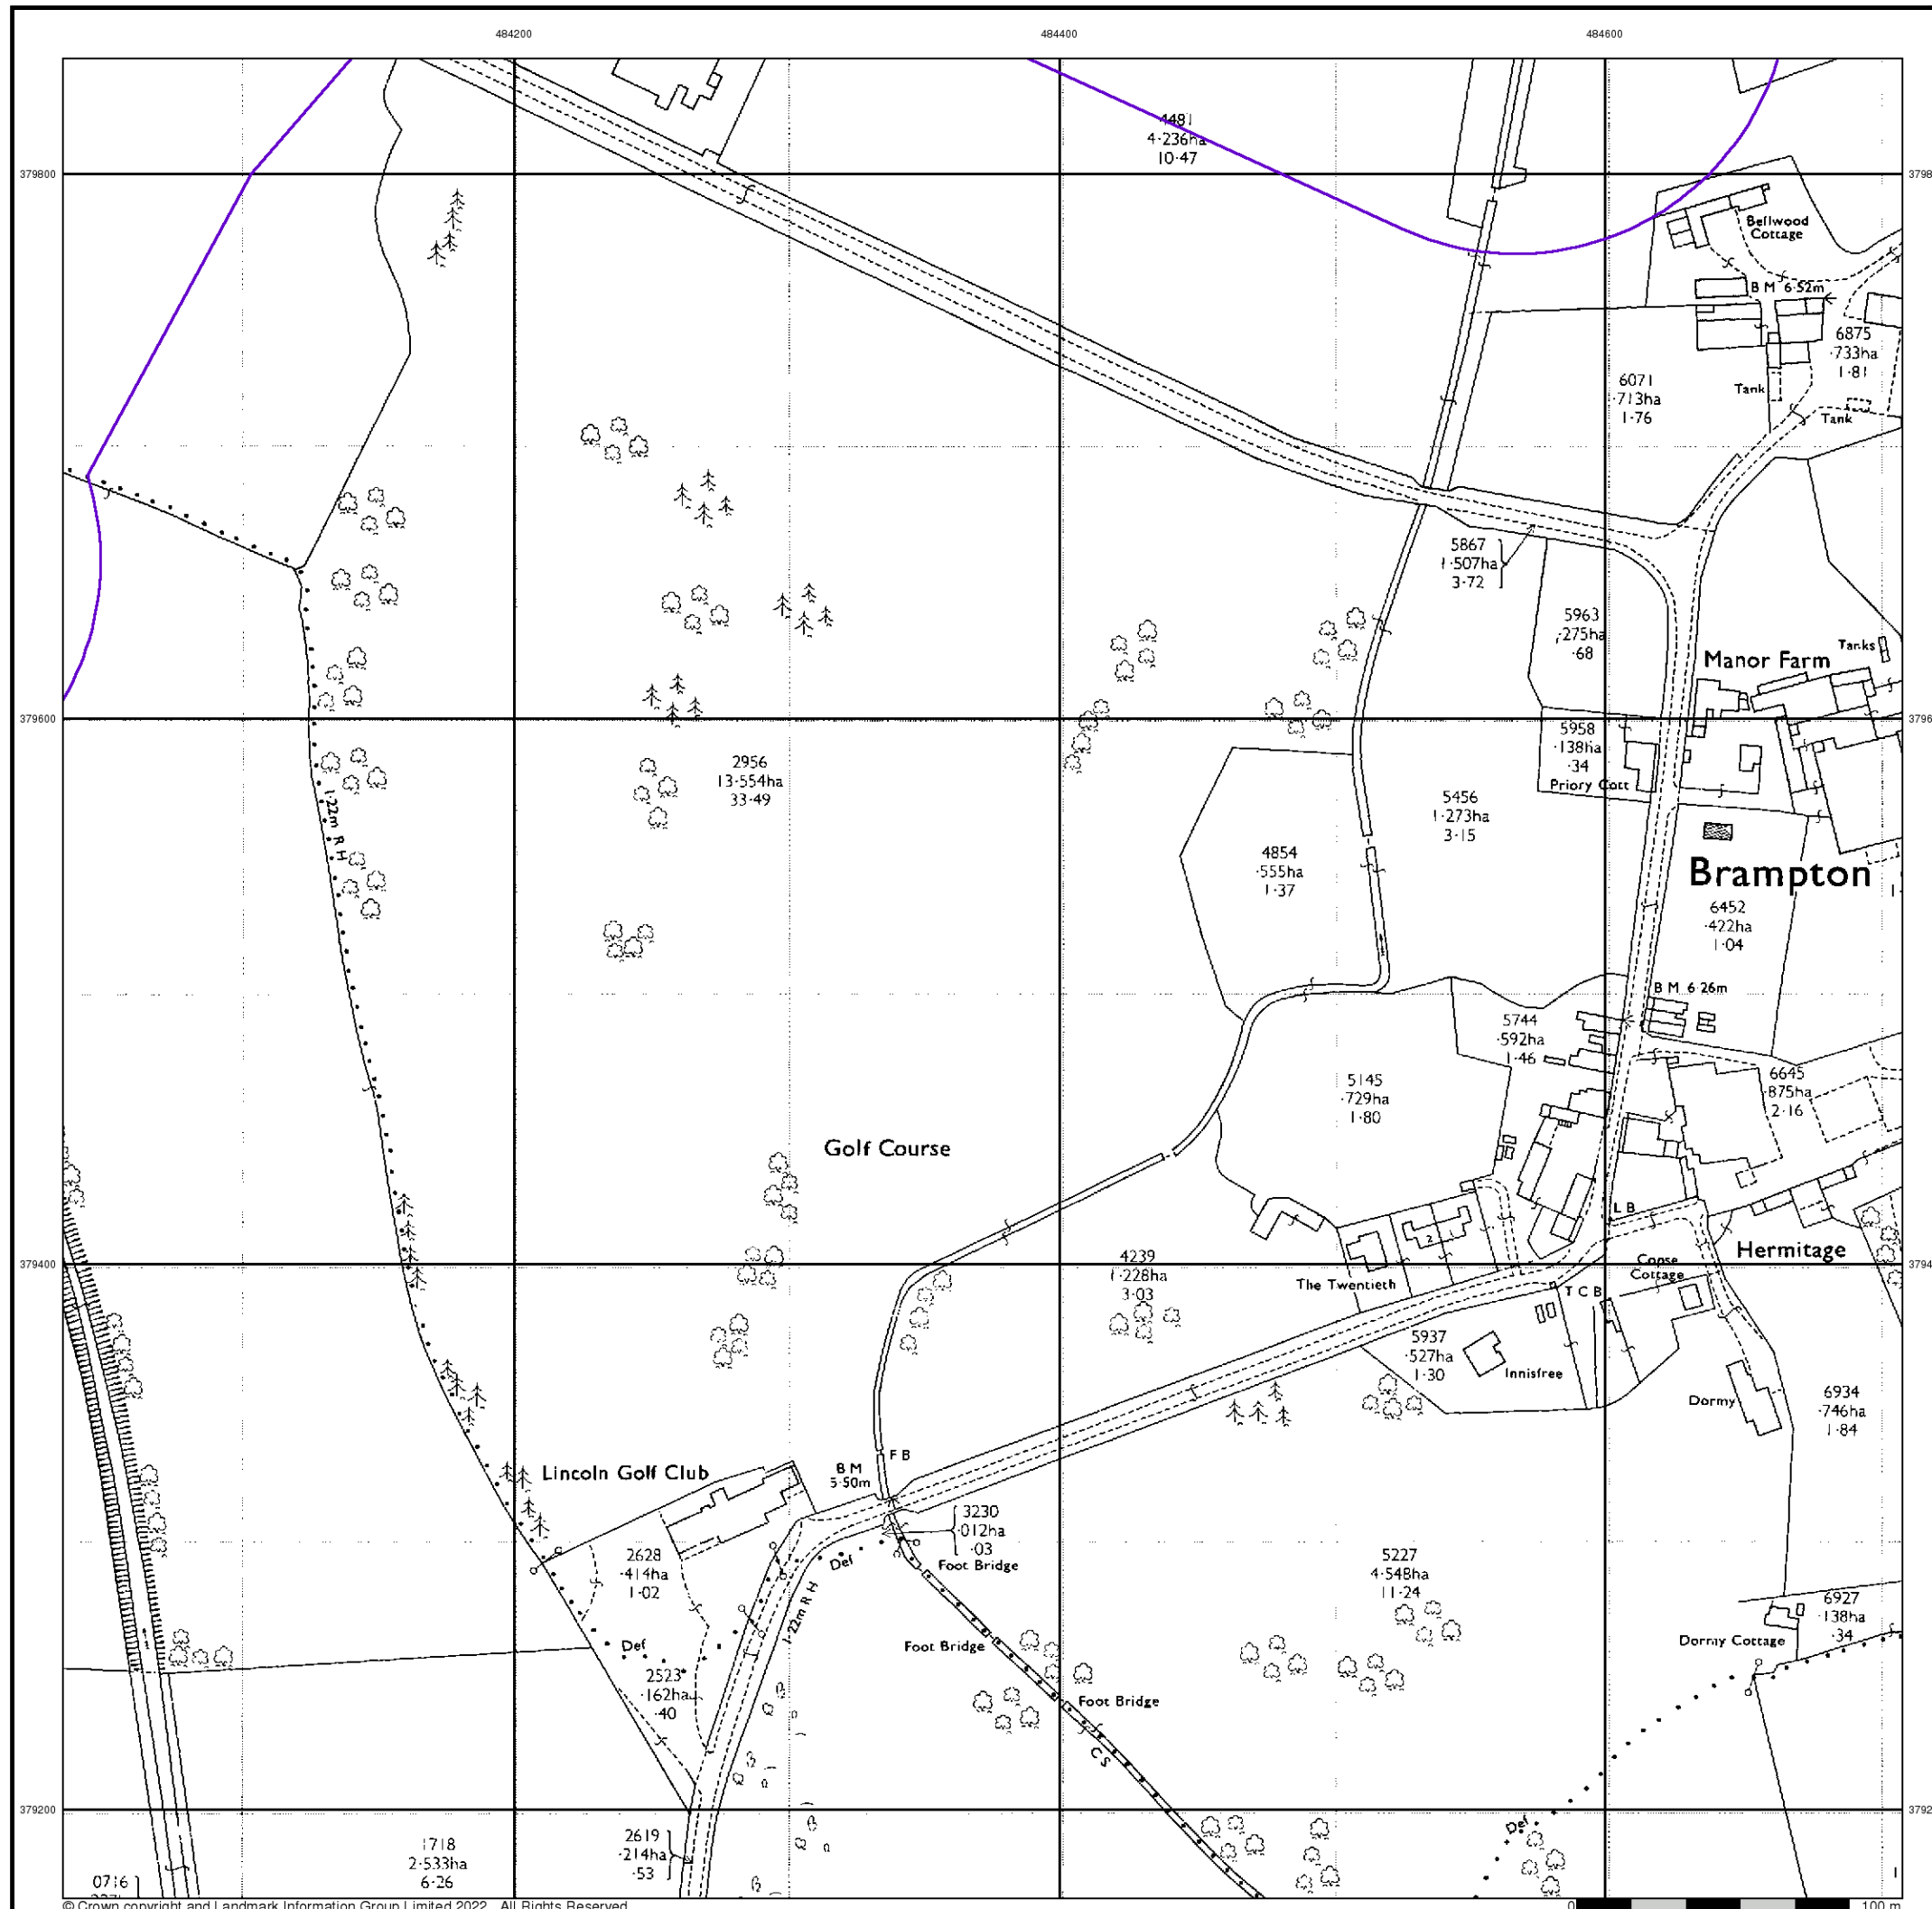 484200
484400
484600
379800
3798
4481
4·236ha
10·47
Bellwood
Cottage
B M 6·52m
6875
·733ha
1·81
6071
·713ha
1·76
Tank
Tank
5867
1·507ha
3·72
5963
·275ha
·68
Tanks
Manor Farm
379600
3796
5958
·138ha
·34
Priory Cott
2956
13·554ha
33·49
1·22m R H
5456
1·273ha
3·15
4854
·555ha
1·37
Brampton
6452
·422ha
1·04
B M 6·26m
5744
·592ha
1·46
6645
·875ha
2·16
5145
·729ha
1·80
Golf Course
L B
Hermitage
Copse
Cottage
379400
3794
4239
1·228ha
3·03
The Twentieth
2
T C B
5937
·527ha
1·30
Innisfree
Dormy
6934
·746ha
1·84
F B
Lincoln Golf Club
B M
5·50m
3230
·012ha
·03
Foot Bridge
Def
2628
·414ha
1·02
1·22m R H
5227
4·548ha
11·24
6927
·138ha
·34
Def
Foot Bridge
Dormy Cottage
2523
·162ha
·40
Foot Bridge
C S
379200
3792
Def
1718
2·533ha
6·26
2619
·214ha
·53
0716
© Crown copyright and Landmark Information Group Limited 2022. All Rights Reserved.
0
100 m